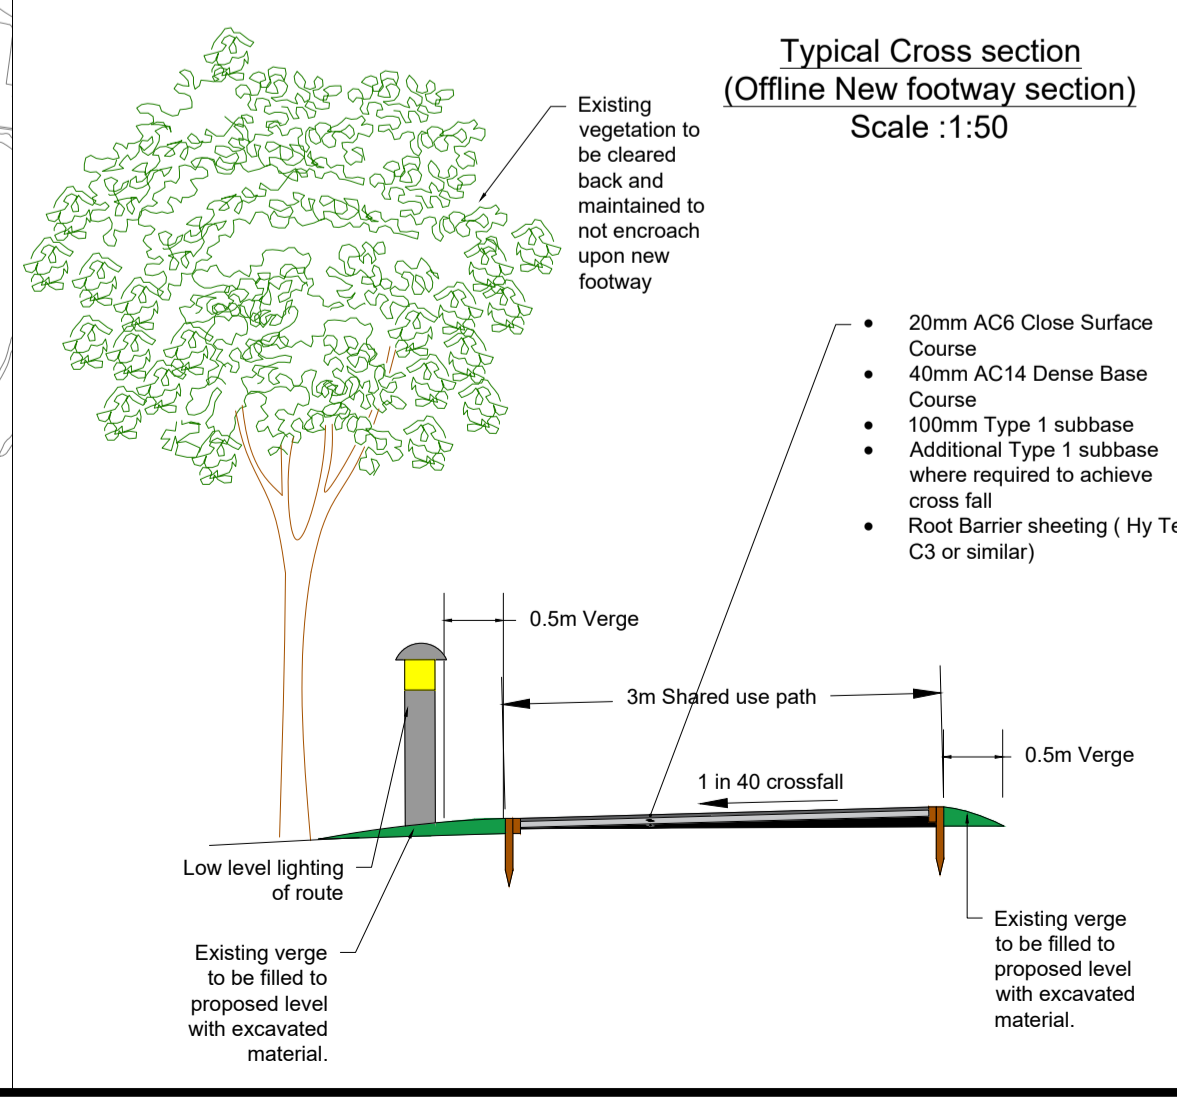 Typical Cross section
(Offline New footway section)
Scale :1:50
Existing
vegetation to
be cleared
back and
maintained to
not encroach
upon new
footway
• 20mm AC6 Close Surface
Course
• 40mm AC14 Dense Base
Course
• 100mm Type 1 subbase
• Additional Type 1 subbase
where required to achieve
cross fall
• Root Barrier sheeting ( Hy
C3 or similar)
0.5m Verge
3m Shared use path
0.5m Verge
1 in 40 crossfall
Low level lighting
of route
Existing verge
to be filled to
proposed level
with excavated
material.
Existing verge
to be filled to
proposed level
with excavated
material.